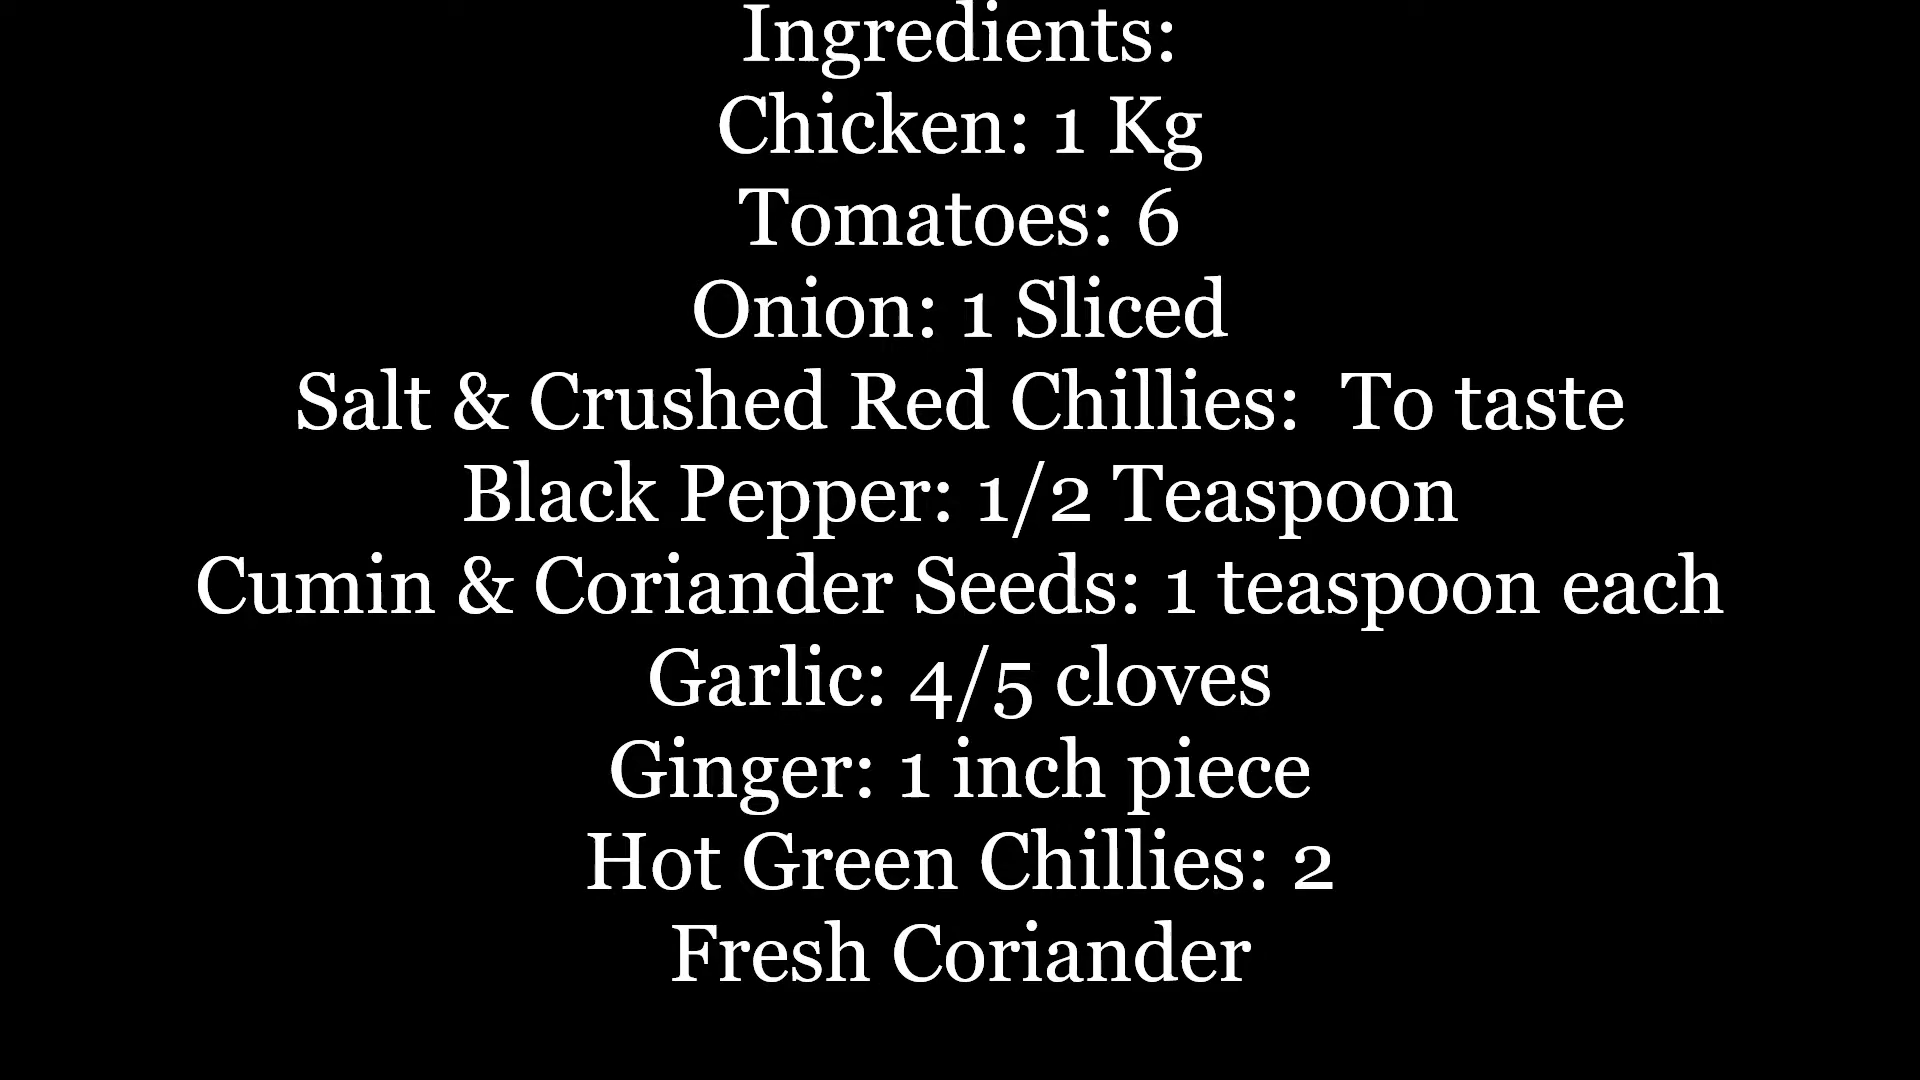 Ingredients:
Chicken: 1 Kg
Tomatoes: 6
Onion: 1 Sliced
Salt & Crushed Red Chillies:  To taste
Black Pepper: 1/2 Teaspoon
Cumin & Coriander Seeds: 1 teaspoon each
Garlic: 4/5 cloves
Ginger: 1 inch piece
Hot Green Chillies: 2
Fresh Coriander